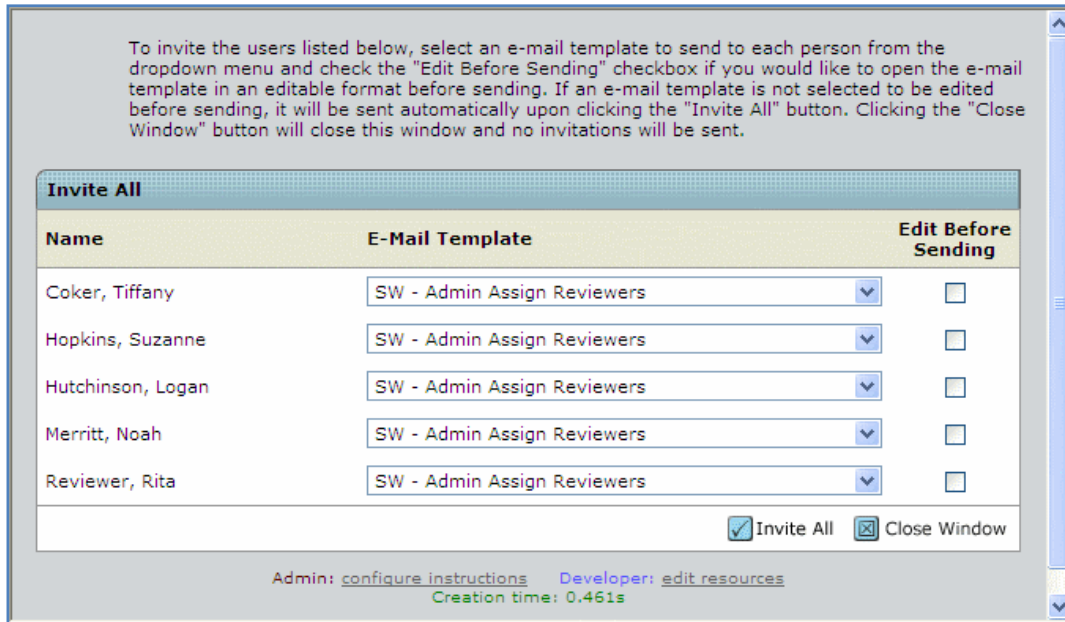 To invite the users listed below, select an e-mail template to send to each person from the
dropdown menu and check the "Edit Before Sending" checkbox if you would like to open the e-mail
template in an editable format before sending. If an e-mail template is not selected to be edited
before sending, it will be sent automatically upon clicking the "Invite All" button. Clicking the "Close
Window" button will close this window and no invitations will be sent.
Invite All
Name E-Mail Template Edit Before Sending
Coker, Tiffany SW - Admin Assign Reviewers
Hopkins, Suzanne SW - Admin Assign Reviewers
Hutchinson, Logan SW - Admin Assign Reviewers
Merritt, Noah SW - Admin Assign Reviewers
Reviewer, Rita SW - Admin Assign Reviewers
Invite All Close Window
Admin: configure instructions Developer: edit resources
Creation time: 0.461s